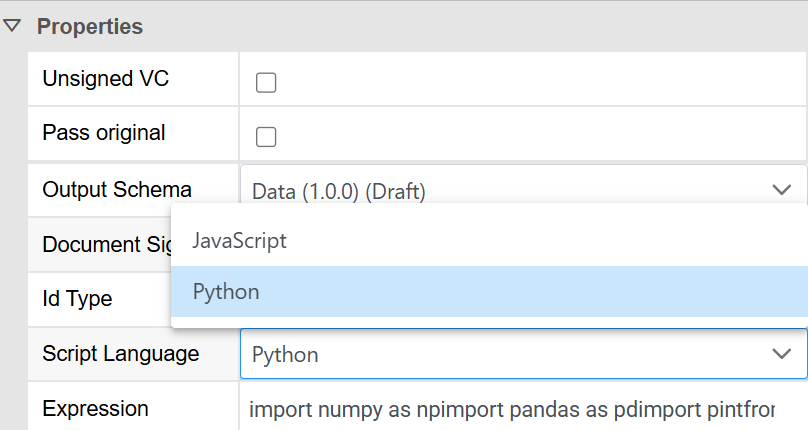 Properties
Unsigned VC
Pass original
Output Schema Data (1.0.0) (Draft)
JavaScript
Document Sig
Python
Id Type
Script Language Python
Expression import numpy as npimport pandas as pdimport pintfror